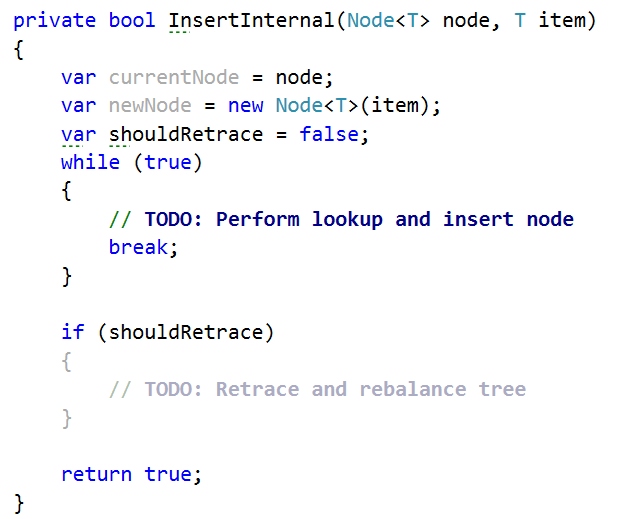 private bool InsertInternal(Node<T> node, T item)
{
    var currentNode = node;
    var newNode = new Node<T>(item);
    var shouldRetrace = false;
    while (true)
    {
        // TODO: Perform lookup and insert node
        break;
    }

    if (shouldRetrace)
    {
        // TODO: Retrace and rebalance tree
    }

    return true;
}